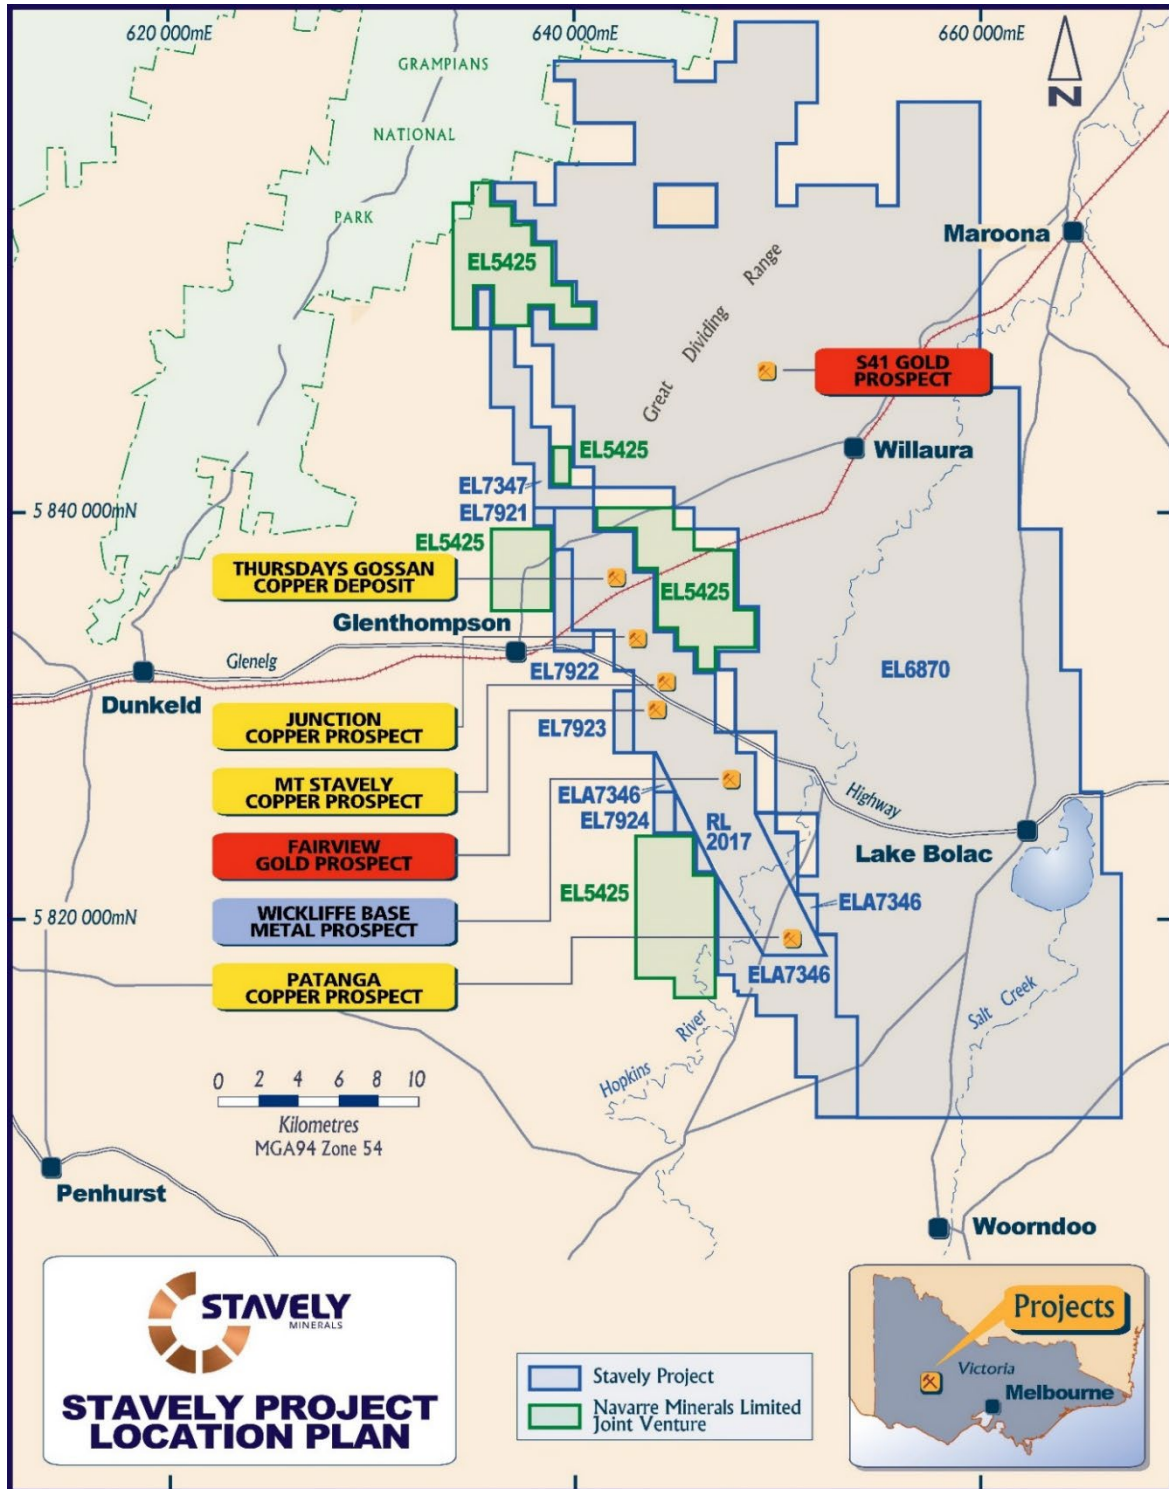 620 000mE
640 000mE
660 000mE
GRAMPIANS
NATIONAL
PARK
N
Maroona
EL5425
Great Dividing Range
S41 GOLD
PROSPECT
Willaura
EL5425
EL7347
EL7921
5 840 000mN
EL5425
THURSDAYS GOSSAN
COPPER DEPOSIT
EL5425
Glenthompson
Glenelg
EL7922
EL6870
Dunkeld
JUNCTION
COPPER PROSPECT
EL7923
MT STAVELY
COPPER PROSPECT
ELA7346
Highway
EL7924
RL
2017
FAIRVIEW
GOLD PROSPECT
Lake Bolac
EL5425
ELA7346
WICKLIFFE BASE
METAL PROSPECT
5 820 000mN
PATANGA
COPPER PROSPECT
ELA7346
Salt Creek
Hopkins River
0 2 4 6 8 10
Kilometres
MGA94 Zone 54
Penhurst
Woorndoo
STAVELY
MINERALS
STAVELY PROJECT
LOCATION PLAN
Stavely Project
Navarre Minerals Limited
Joint Venture
Projects
Victoria
Melbourne